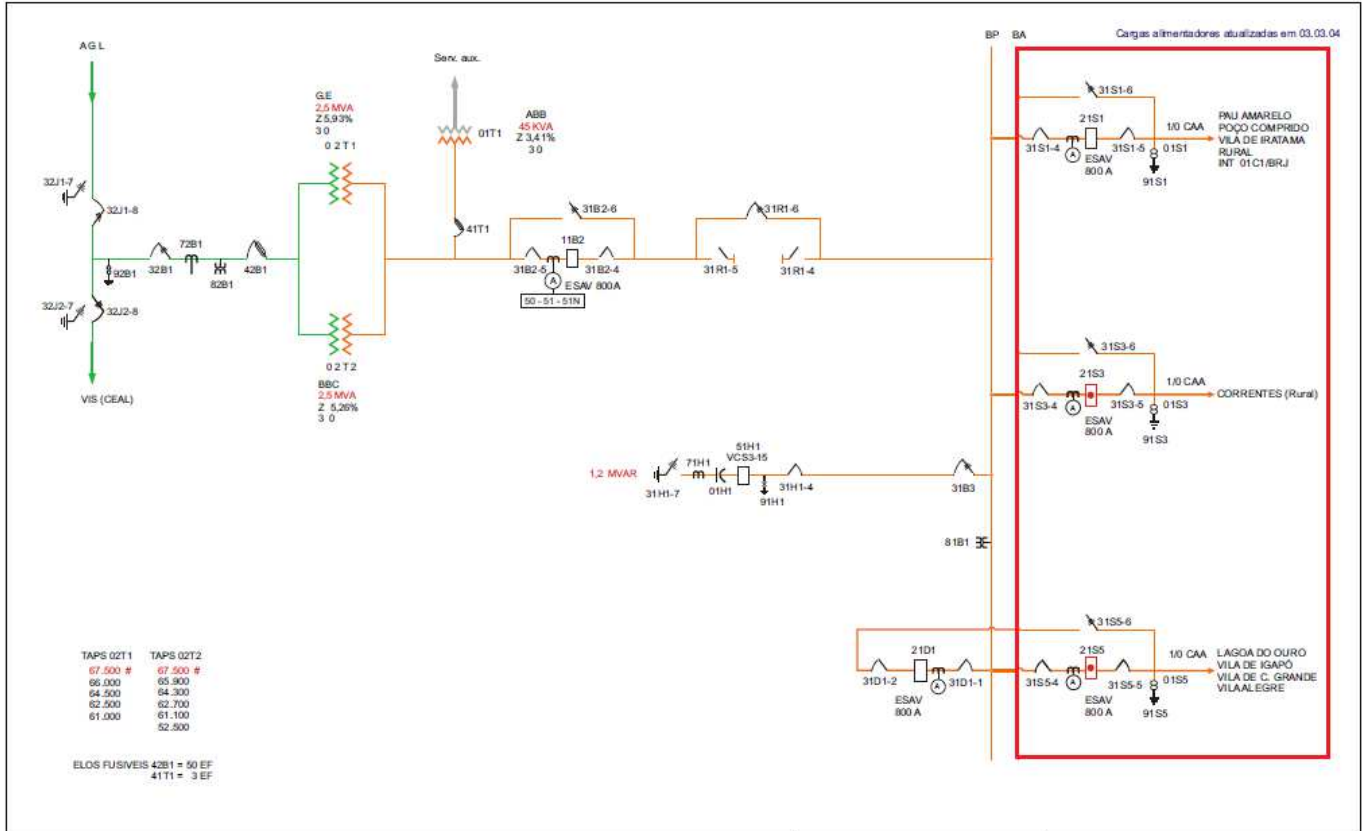 BP BA
Cargas alimentadores atualizadas em 03.03.04
AGL
Serv. aux.
G.E
2,5 MVA
Z 5,93%
3 0
0 2 T 1
01T1
ABB
45 KVA
Z 3,41%
3 0
32J1-7
32J1-8
72B1
92B1
32B1
82B1
42B1
32J2-7
32J2-8
VIS (CEAL)
0 2 T 2
BBC
2,5 MVA
Z 5,26%
3 0
41T1
31B2-6
11B2
31B2-5
31B2-4
ESAV 800A
A
50 - 51 - 51N
31R1-6
31R1-5
31R1-4
31S1-6
21S1
1/0 CAA
31S1-4
31S1-5
01S1
A
ESAV
800 A
91S1
PAU AMARELO
POÇO COMPRIDO
VILA DE IRATAMA
RURAL
INT 01C1/BRJ
31S3-6
21S3
1/0 CAA
31S3-4
31S3-5
01S3
A
ESAV
800 A
91S3
CORRENTES (Rural)
1,2 MVAR
51H1
VCS3-15
71H1
31H1-7
01H1
91H1
31H1-4
31B3
81B1
31S5-6
21D1
21S5
1/0 CAA
31D1-2
31D1-1
A
ESAV
800 A
31S5-4
31S5-5
01S5
A
ESAV
800 A
91S5
LAGOA DO OURO
VILA DE IGAPÓ
VILA DE C. GRANDE
VILA ALEGRE
TAPS 02T1 TAPS 02T2
67.500 # 67.500 #
66.000 65.900
64.500 64.300
62.500 62.700
61.000 61.100
52.500
ELOS FUSIVEIS 42B1 = 50 EF
41T1 = 3 EF